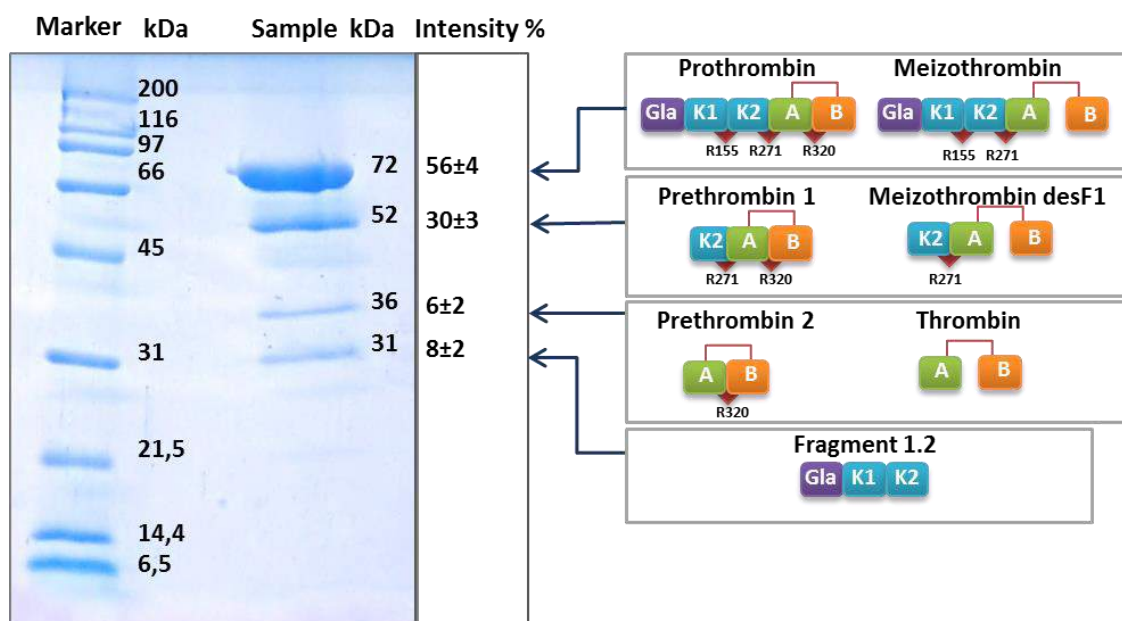 Marker kDa Sample kDa Intensity %
200
116
97
66
45
31
21,5
14,4
6,5
72 56±4
52 30±3
36 6±2
31 8±2
Prothrombin Meizothrombin
Gla K1 K2 A B Gla K1 K2 A B
R155 R271 R320 R155 R271
Prethrombin 1 Meizothrombin desF1
K2 A B K2 A B
R271 R320 R271
Prethrombin 2 Thrombin
A B A B
R320
Fragment 1.2
Gla K1 K2